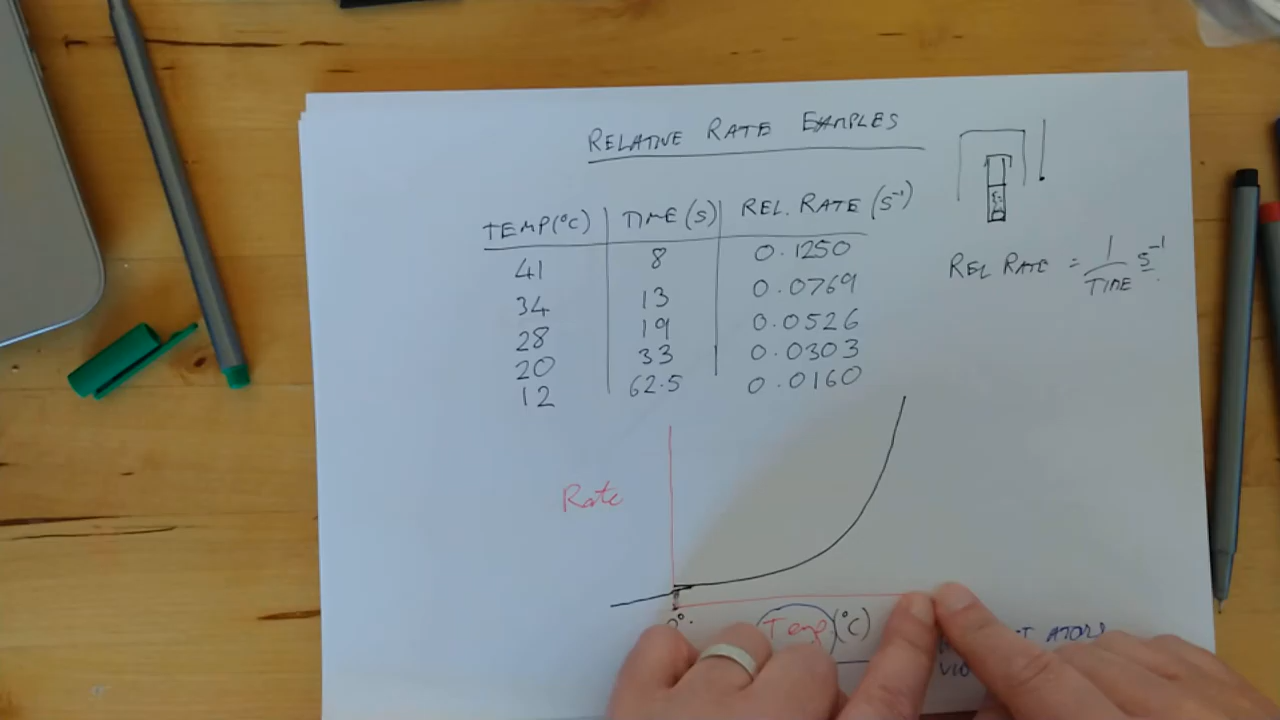 RELATIVE RATE EXAMPLES
TEMP(°C) TIME (S) REL. RATE (S⁻¹)
41 8 0.1250
34 13 0.0769
28 19 0.0526
20 33 0.0303
12 62.5 0.0160
REL RATE = 1/TIME S⁻¹
Rate
0°.
Temp (°C)